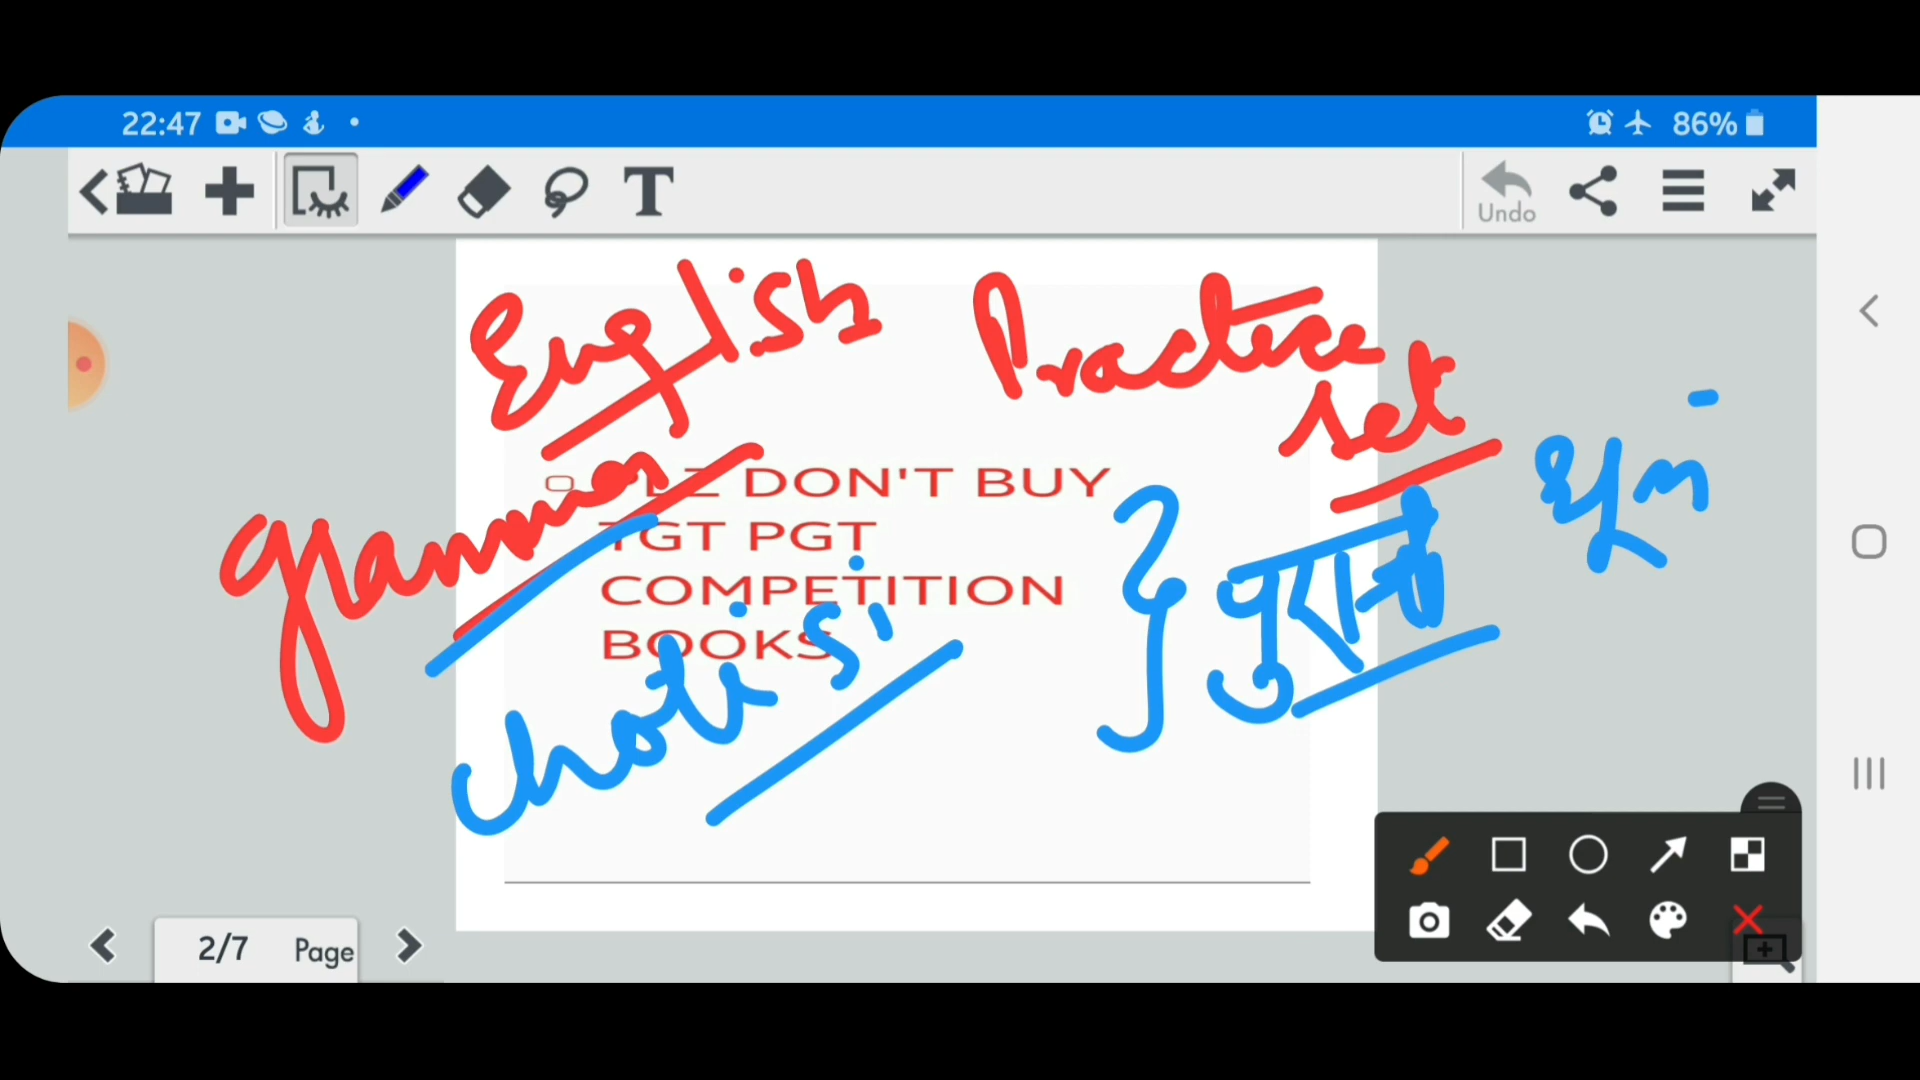 22:47 86%
Undo
English Practice
set
PLZ DON'T BUY
grammar
TGT PGT
पुरानी
COMPETITION
BOOKS
choti si
2/7 Page